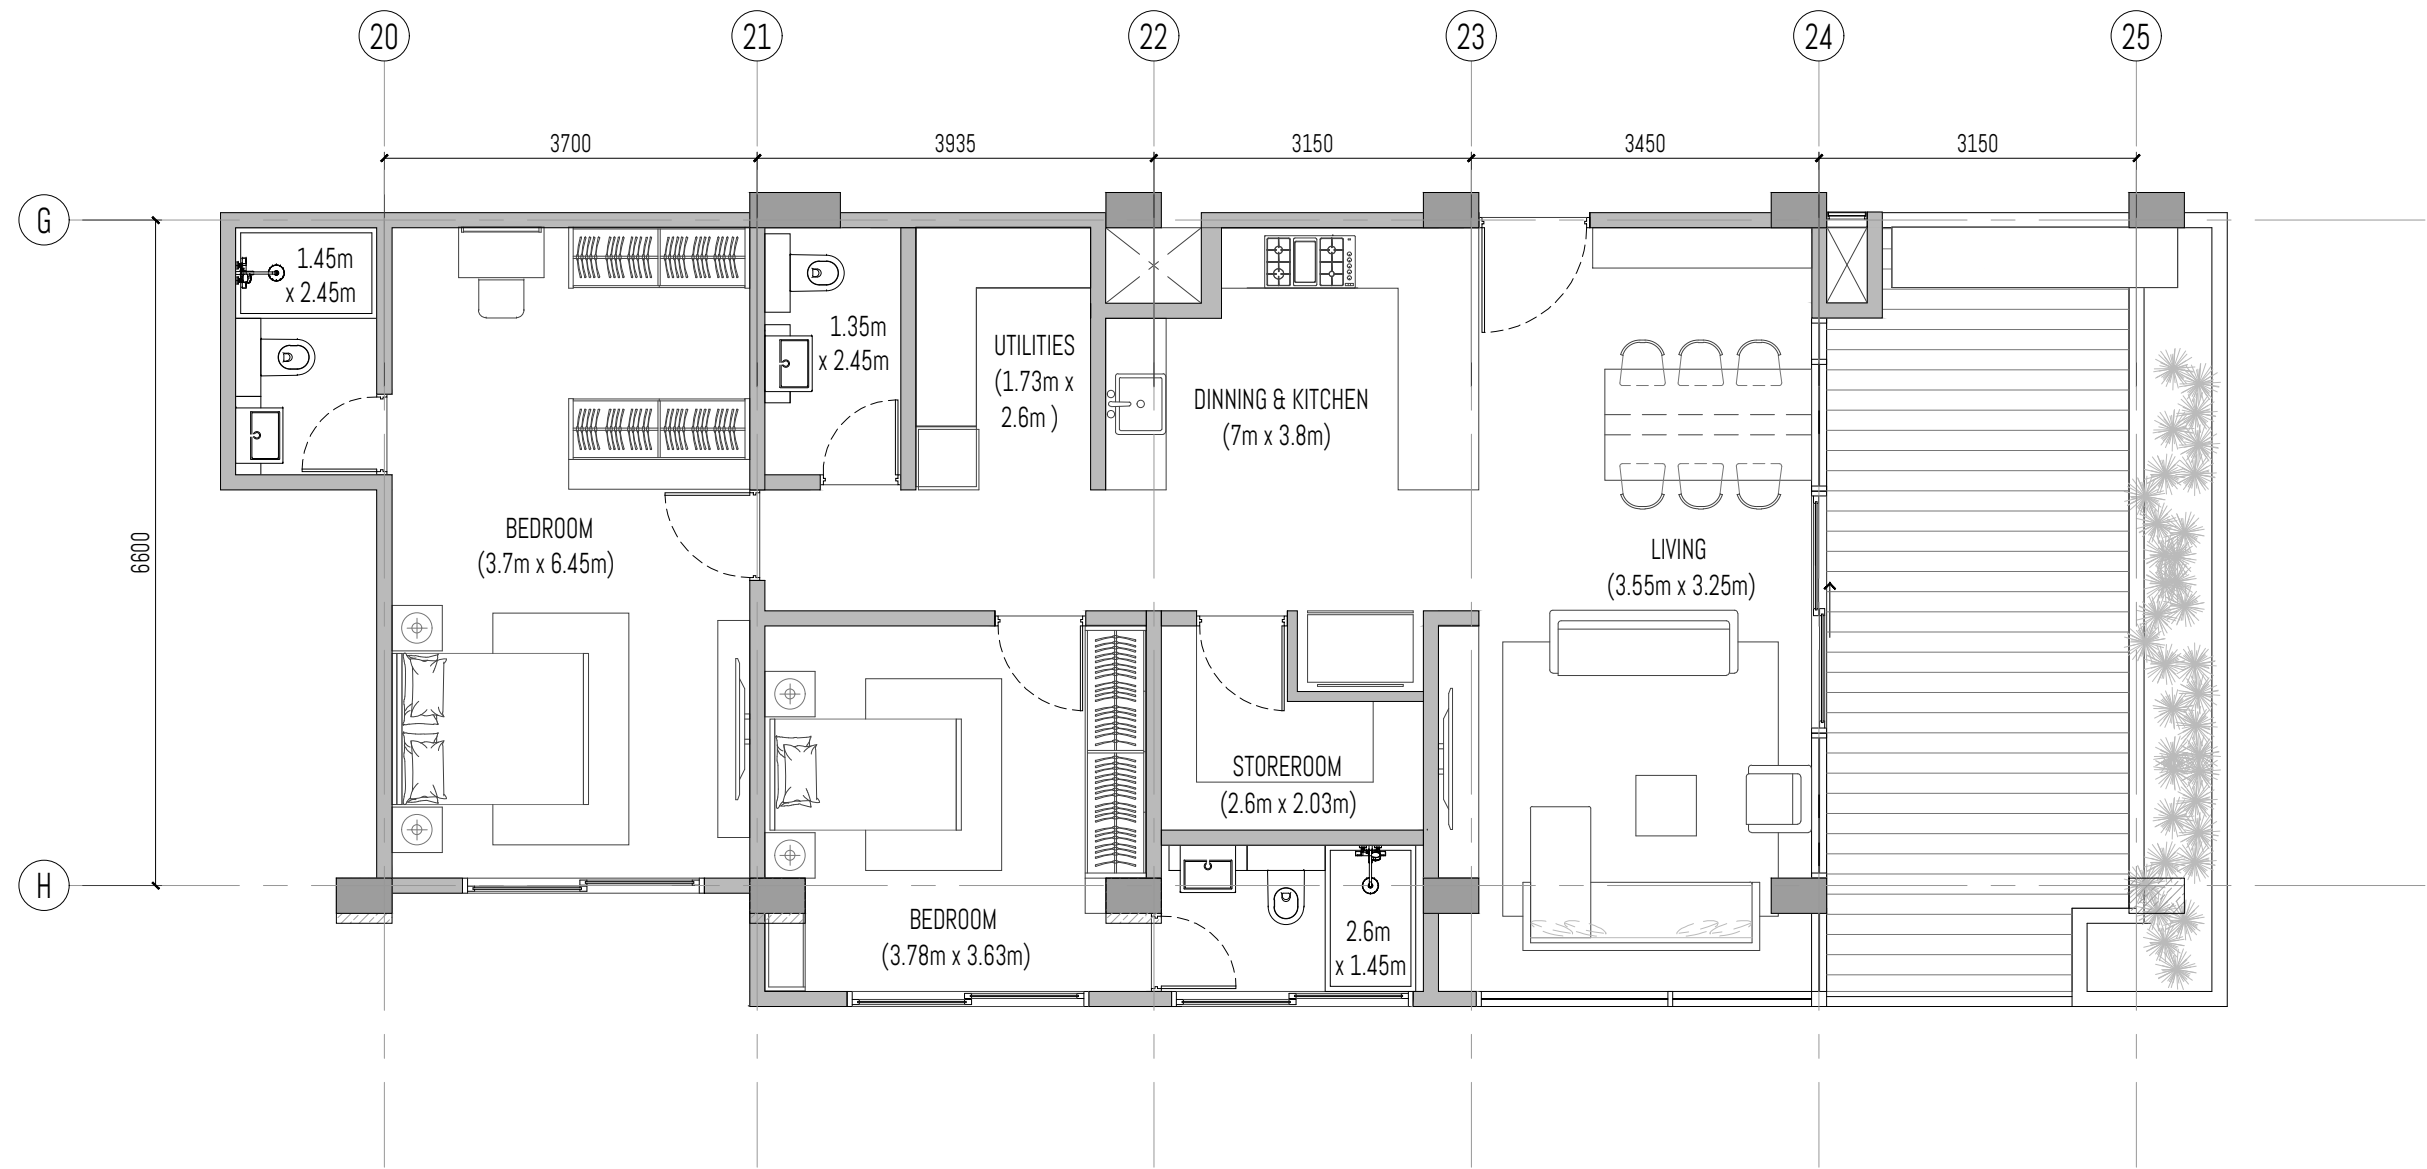 20
21
22
23
24
25
3700
3935
3150
3450
3150
G
1.45m
x 2.45m
1.35m
x 2.45m
UTILITIES
(1.73m x
2.6m )
DINNING & KITCHEN
(7m x 3.8m)
BEDROOM
(3.7m x 6.45m)
6600
LIVING
(3.55m x 3.25m)
STOREROOM
(2.6m x 2.03m)
H
BEDROOM
(3.78m x 3.63m)
2.6m
x 1.45m